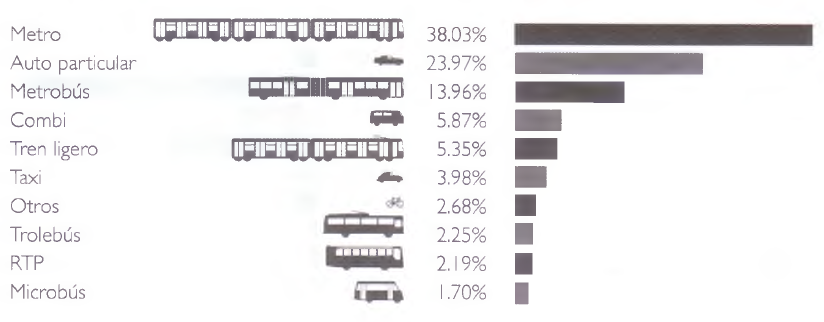 Metro 38.03%
Auto particular 23.97%
Metrobús 13.96%
Combi 5.87%
Tren ligero 5.35%
Taxi 3.98%
Otros 2.68%
Trolebús 2.25%
RTP 2.19%
Microbús 1.70%